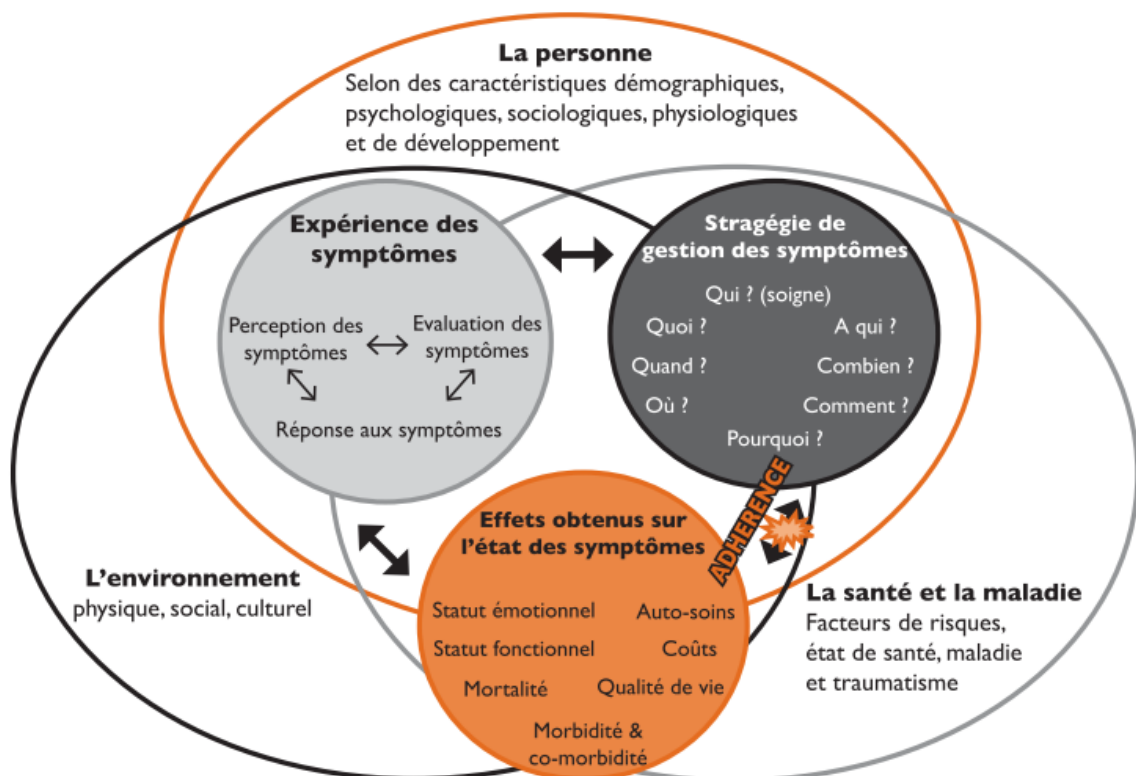 La personne
Selon des caractéristiques démographiques,
psychologiques, sociologiques, physiologiques
et de développement
Expérience des
symptômes
Perception des
symptômes
Evaluation des
symptômes
Réponse aux symptômes
Stragégie de
gestion des symptômes
Qui ? (soigne)
Quoi ?
A qui ?
Quand ?
Combien ?
Où ?
Comment ?
Pourquoi ?
ADHERENCE
Effets obtenus sur
l'état des symptômes
Statut émotionnel
Auto-soins
Statut fonctionnel
Coûts
Mortalité
Qualité de vie
Morbidité &
co-morbidité
L'environnement
physique, social, culturel
La santé et la maladie
Facteurs de risques,
état de santé, maladie
et traumatisme